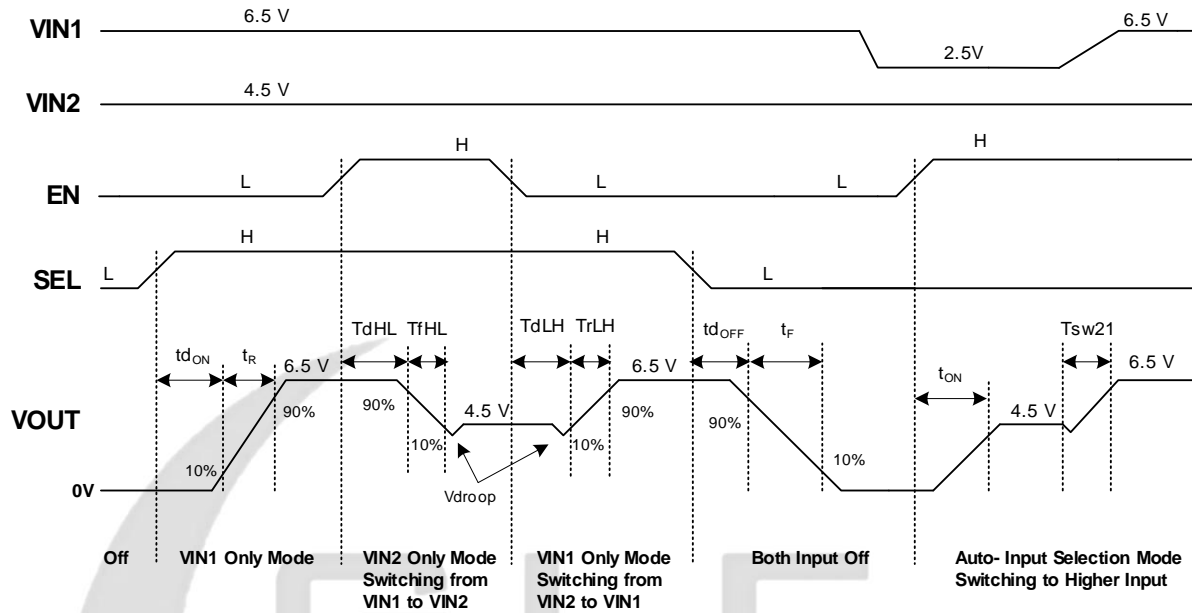 VIN1 6.5 V 2.5V 6.5 V
VIN2 4.5 V
EN L H L L H
SEL L H H L
TdHL TfHL TdLH TrLH td_OFF t_F Tsw21
td_ON t_R 6.5 V 6.5 V t_ON 6.5 V
VOUT 90% 90% 4.5 V 90% 90% 4.5 V
10% 10% 10% 10%
0V Vdroop
Off VIN1 Only Mode
VIN2 Only Mode
Switching from
VIN1 to VIN2
VIN1 Only Mode
Switching from
VIN2 to VIN1
Both Input Off
Auto- Input Selection Mode
Switching to Higher Input